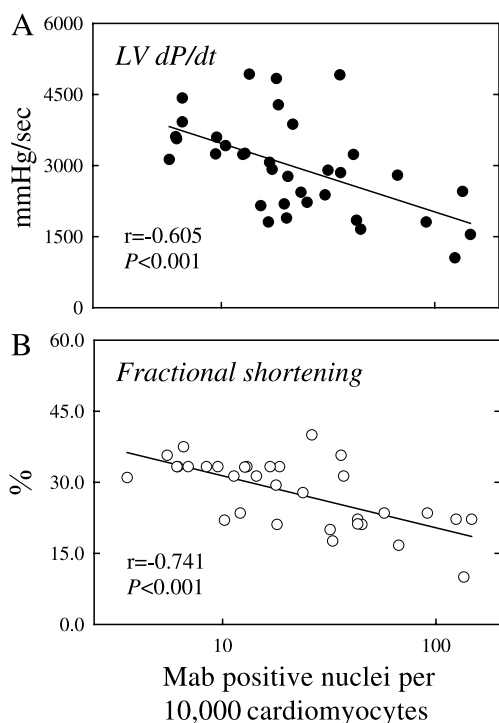 A
6000
LV dP/dt
4500
mmHg/sec
3000
1500
r=-0.605
P<0.001
0
B
60.0
Fractional shortening
45.0
%
30.0
15.0
r=-0.741
P<0.001
0.0
10 100
Mab positive nuclei per
10,000 cardiomyocytes